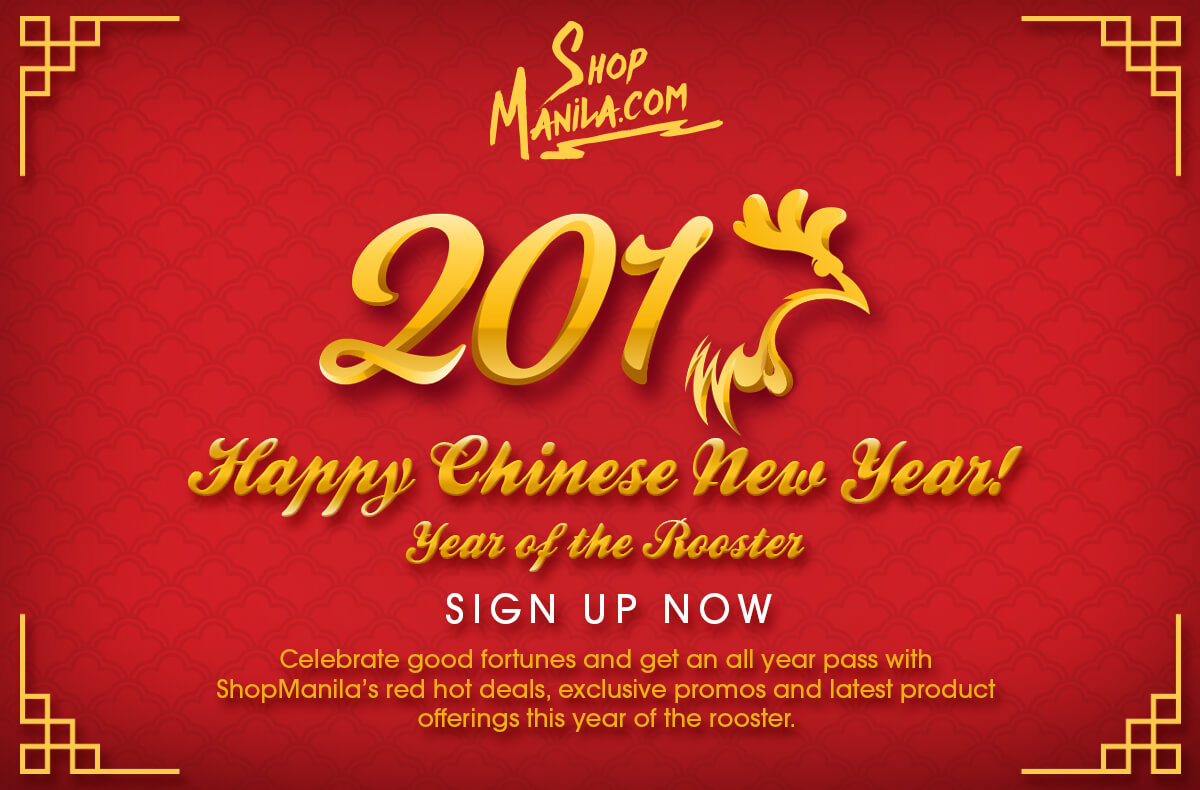 SHOP
MANILA.COM
201
Happy Chinese New Year!
Year of the Rooster
SIGN UP NOW
Celebrate good fortunes and get an all year pass with
ShopManila's red hot deals, exclusive promos and latest product
offerings this year of the rooster.